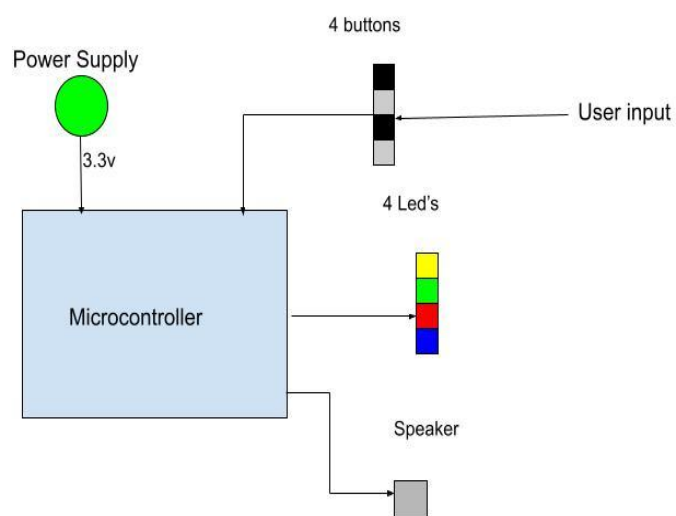 4 buttons
Power Supply
User input
3.3v
4 Led's
Microcontroller
Speaker